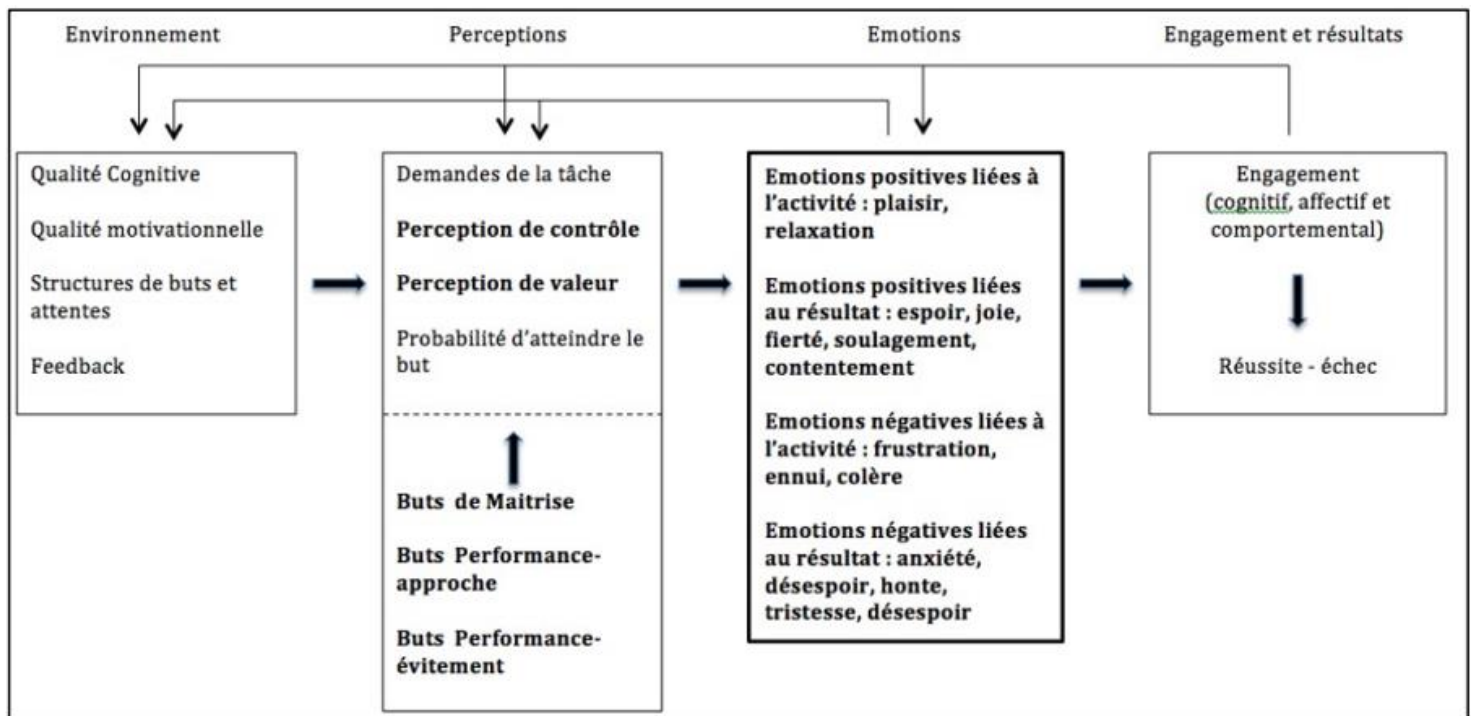 Environnement
Perceptions
Emotions
Engagement et résultats
Qualité Cognitive
Qualité motivationnelle
Structures de buts et
attentes
Feedback
Demandes de la tâche
Perception de contrôle
Perception de valeur
Probabilité d'atteindre le
but
Buts de Maitrise
Buts Performance-
approche
Buts Performance-
évitement
Emotions positives liées à
l'activité : plaisir,
relaxation
Emotions positives liées
au résultat : espoir, joie,
fierté, soulagement,
contentement
Emotions négatives liées à
l'activité : frustration,
ennui, colère
Emotions négatives liées
au résultat : anxiété,
désespoir, honte,
tristesse, désespoir
Engagement
(cognitif, affectif et
comportemental)
Réussite - échec